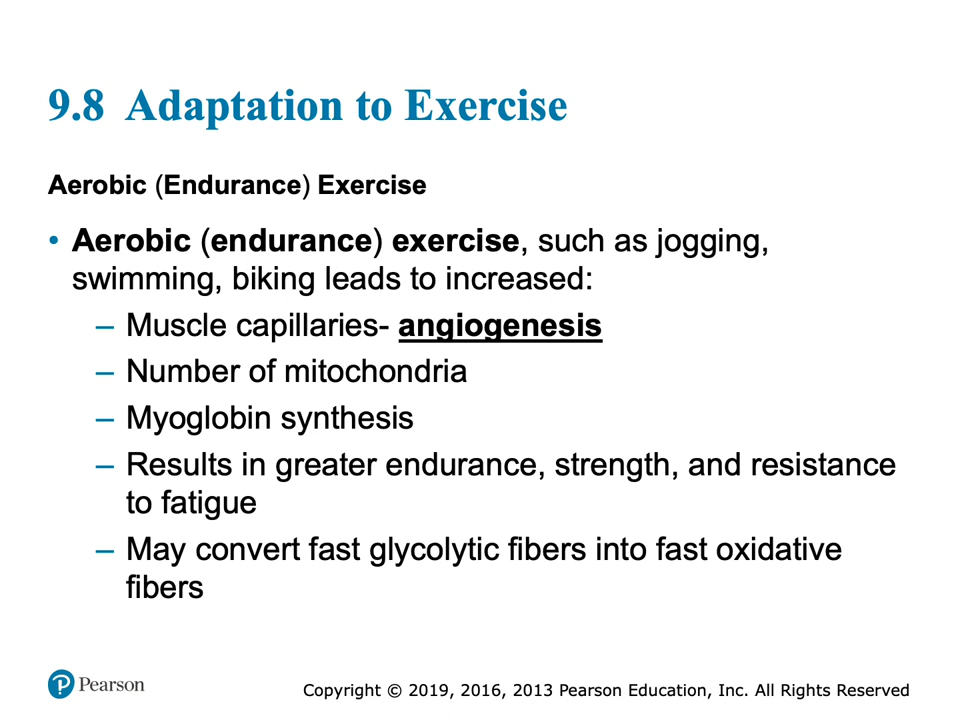 9.8 Adaptation to Exercise
Aerobic (Endurance) Exercise
• Aerobic (endurance) exercise, such as jogging,
swimming, biking leads to increased:
– Muscle capillaries- angiogenesis
– Number of mitochondria
– Myoglobin synthesis
– Results in greater endurance, strength, and resistance
to fatigue
– May convert fast glycolytic fibers into fast oxidative
fibers
P Pearson
Copyright © 2019, 2016, 2013 Pearson Education, Inc. All Rights Reserved